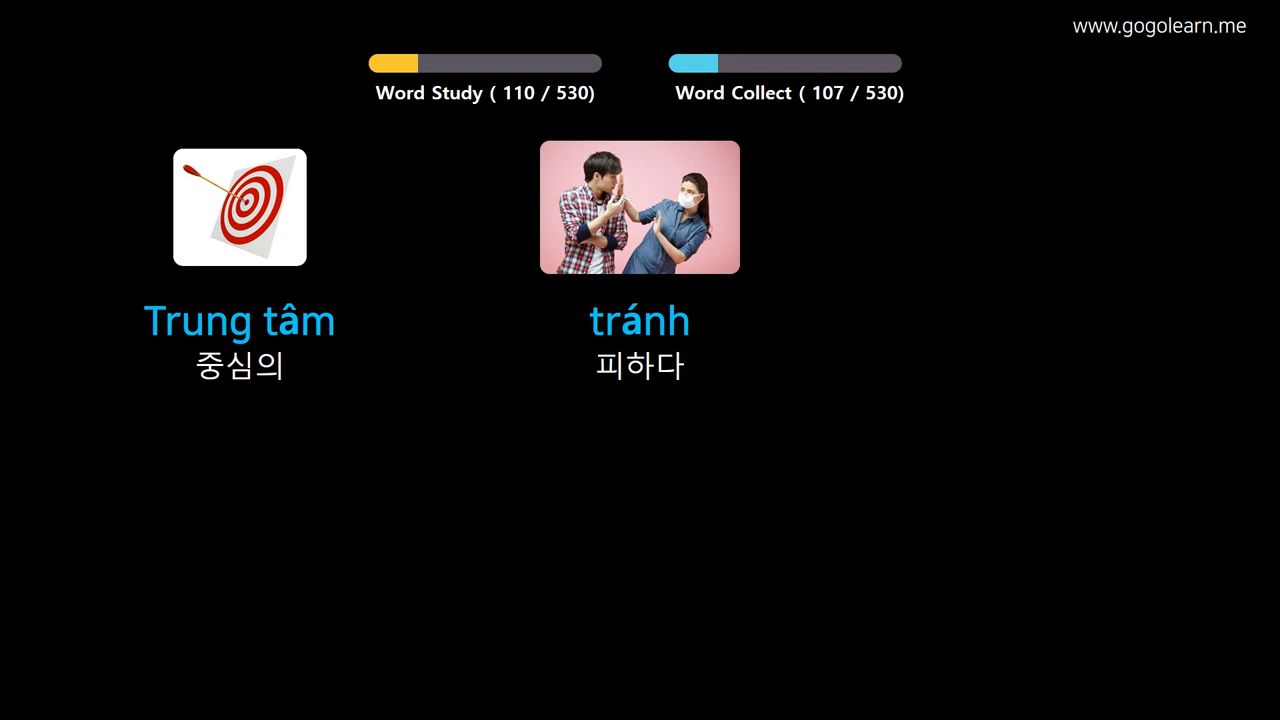 www.gogolearn.me
Word Study ( 110 / 530)
Word Collect ( 107 / 530)
Trung tâm
중심의
tránh
피하다